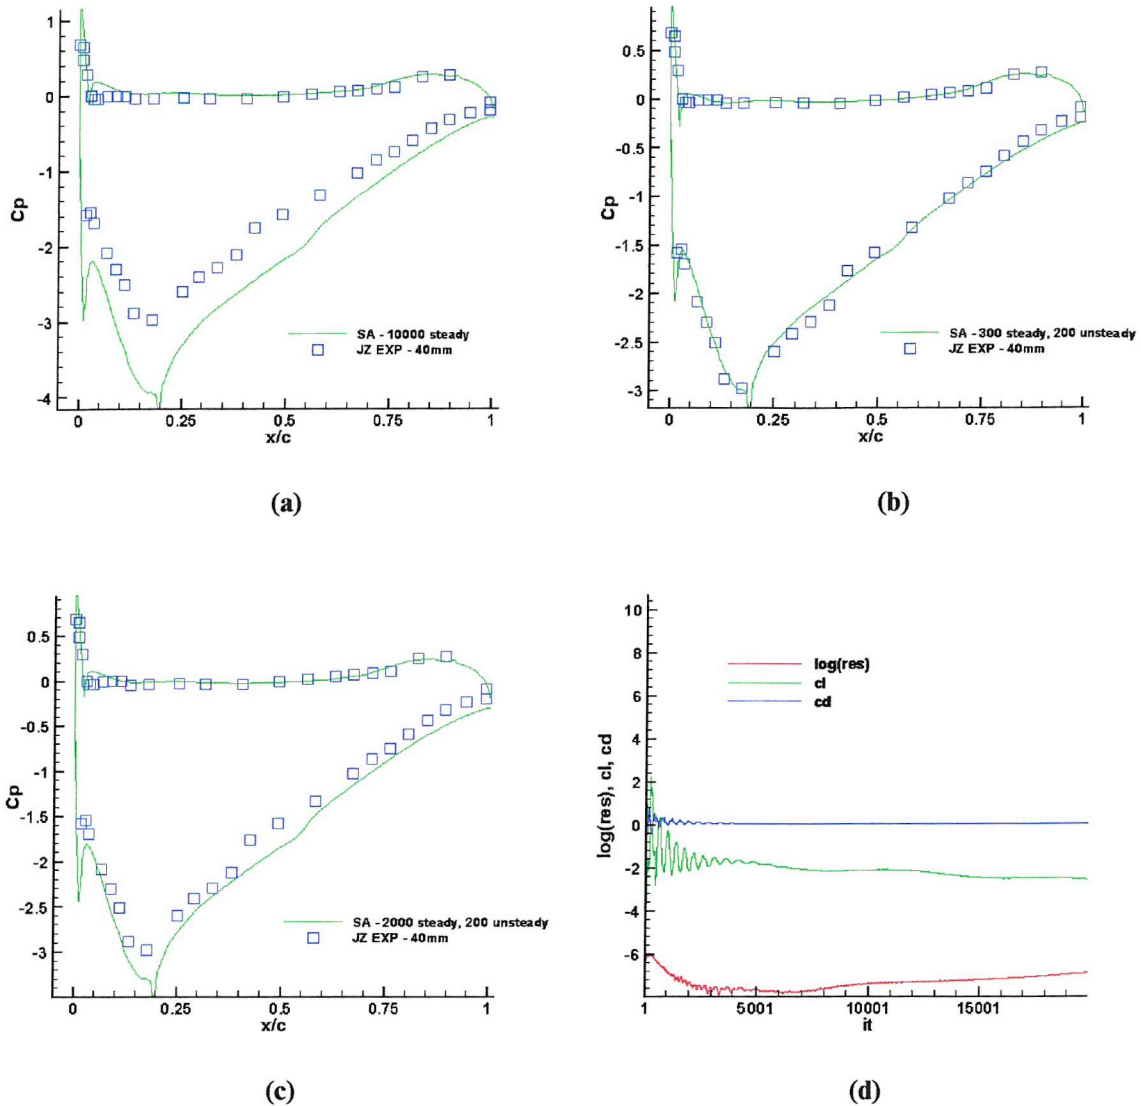 1
0
-1
-2
-3
-4
Cp
0 0.25 0.5 0.75 1
x/c
SA - 10000 steady
JZ EXP - 40mm
(a)
0.5
0
-0.5
-1
-1.5
-2
-2.5
-3
Cp
0 0.25 0.5 0.75 1
x/c
SA - 300 steady, 200 unsteady
JZ EXP - 40mm
(b)
0.5
0
-0.5
-1
-1.5
-2
-2.5
-3
Cp
0 0.25 0.5 0.75 1
x/c
SA - 2000 steady, 200 unsteady
JZ EXP - 40mm
(c)
10
8
6
4
2
0
-2
-4
-6
log(res), cl, cd
log(res)
cl
cd
1 5001 10001 15001
it
(d)